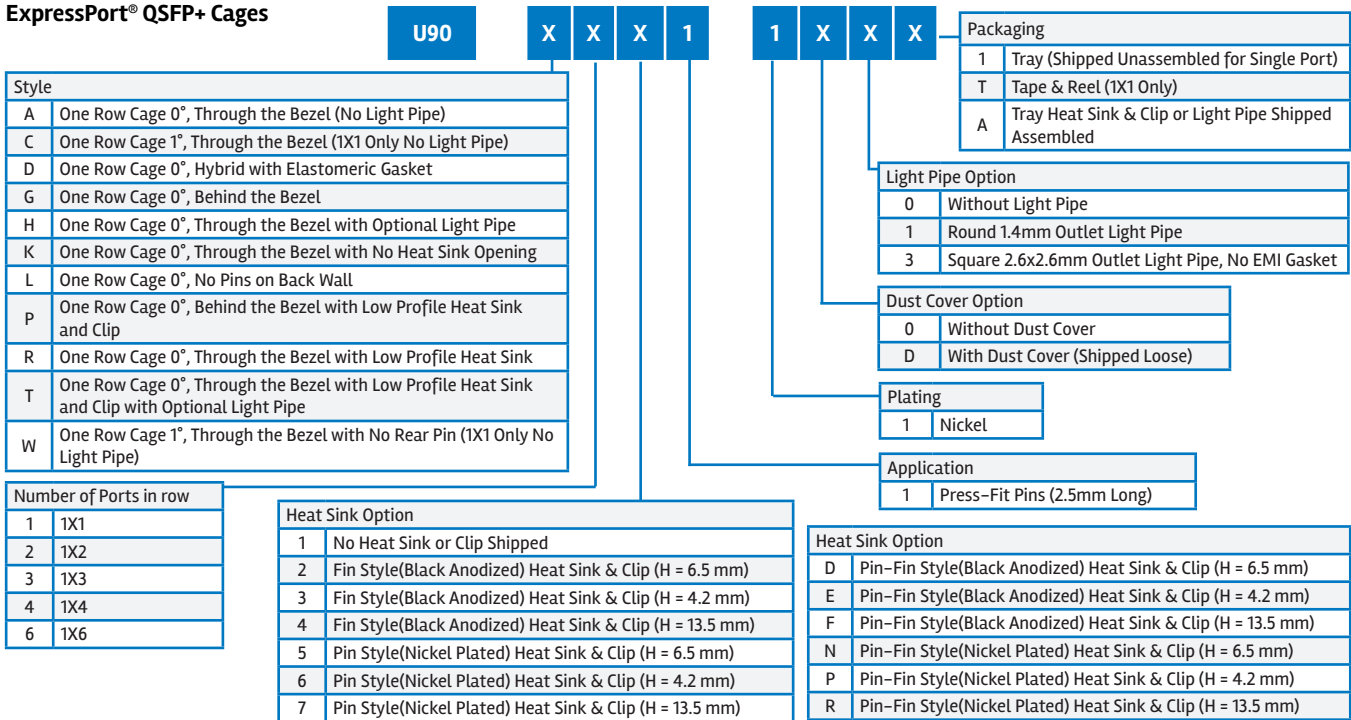 ExpressPort® QSFP+ Cages
U90 X X X 1 1 X X X
Style
A One Row Cage 0°, Through the Bezel (No Light Pipe)
C One Row Cage 1°, Through the Bezel (1X1 Only No Light Pipe)
D One Row Cage 0°, Hybrid with Elastomeric Gasket
G One Row Cage 0°, Behind the Bezel
H One Row Cage 0°, Through the Bezel with Optional Light Pipe
K One Row Cage 0°, Through the Bezel with No Heat Sink Opening
L One Row Cage 0°, No Pins on Back Wall
P One Row Cage 0°, Behind the Bezel with Low Profile Heat Sink
and Clip
R One Row Cage 0°, Through the Bezel with Low Profile Heat Sink
T One Row Cage 0°, Through the Bezel with Low Profile Heat Sink
and Clip with Optional Light Pipe
W One Row Cage 1°, Through the Bezel with No Rear Pin (1X1 Only No
Light Pipe)
Number of Ports in row
1 1X1
2 1X2
3 1X3
4 1X4
6 1X6
Heat Sink Option
1 No Heat Sink or Clip Shipped
2 Fin Style(Black Anodized) Heat Sink & Clip (H = 6.5 mm)
3 Fin Style(Black Anodized) Heat Sink & Clip (H = 4.2 mm)
4 Fin Style(Black Anodized) Heat Sink & Clip (H = 13.5 mm)
5 Pin Style(Nickel Plated) Heat Sink & Clip (H = 6.5 mm)
6 Pin Style(Nickel Plated) Heat Sink & Clip (H = 4.2 mm)
7 Pin Style(Nickel Plated) Heat Sink & Clip (H = 13.5 mm)
Heat Sink Option
D Pin-Fin Style(Black Anodized) Heat Sink & Clip (H = 6.5 mm)
E Pin-Fin Style(Black Anodized) Heat Sink & Clip (H = 4.2 mm)
F Pin-Fin Style(Black Anodized) Heat Sink & Clip (H = 13.5 mm)
N Pin-Fin Style(Nickel Plated) Heat Sink & Clip (H = 6.5 mm)
P Pin-Fin Style(Nickel Plated) Heat Sink & Clip (H = 4.2 mm)
R Pin-Fin Style(Nickel Plated) Heat Sink & Clip (H = 13.5 mm)
Application
1 Press-Fit Pins (2.5mm Long)
Plating
1 Nickel
Dust Cover Option
0 Without Dust Cover
D With Dust Cover (Shipped Loose)
Light Pipe Option
0 Without Light Pipe
1 Round 1.4mm Outlet Light Pipe
3 Square 2.6x2.6mm Outlet Light Pipe, No EMI Gasket
Packaging
1 Tray (Shipped Unassembled for Single Port)
T Tape & Reel (1X1 Only)
A Tray Heat Sink & Clip or Light Pipe Shipped
Assembled